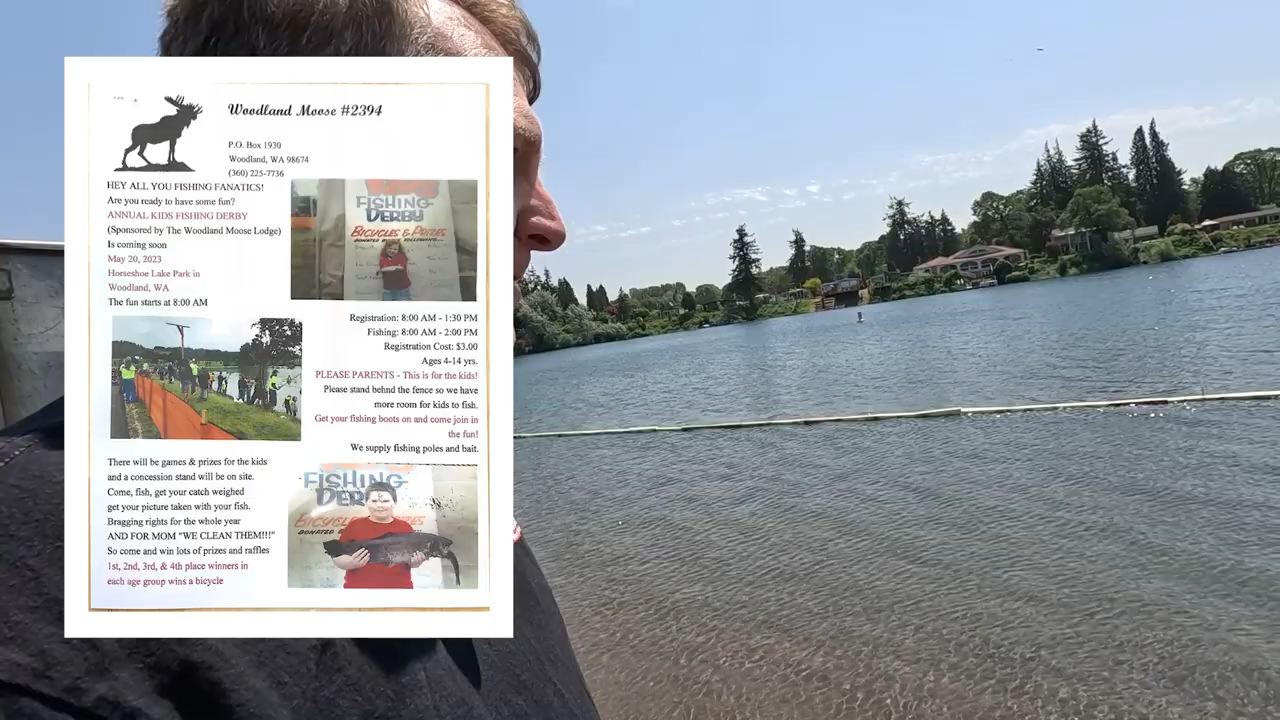 Woodland Moose #2394
P.O. Box 1930
Woodland, WA 98674
(360) 225-7736
HEY ALL YOU FISHING FANATICS!
Are you ready to have some fun?
ANNUAL KIDS FISHING DERBY
(Sponsored by The Woodland Moose Lodge)
Is coming soon
May 20, 2023
Horseshoe Lake Park in
Woodland, WA
The fun starts at 8:00 AM
FISHING
DERBY
BICYCLES & PRIZES
Registration: 8:00 AM - 1:30 PM
Fishing: 8:00 AM - 2:00 PM
Registration Cost: $3.00
Ages 4-14 yrs.
PLEASE PARENTS - This is for the kids!
Please stand behnd the fence so we have
more room for kids to fish.
Get your fishing boots on and come join in
the fun!
We supply fishing poles and bait.
There will be games & prizes for the kids
and a concession stand will be on site.
Come, fish, get your catch weighed
get your picture taken with your fish.
Bragging rights for the whole year
AND FOR MOM "WE CLEAN THEM!!!"
So come and win lots of prizes and raffles
1st, 2nd, 3rd, & 4th place winners in
each age group wins a bicycle
FISHING